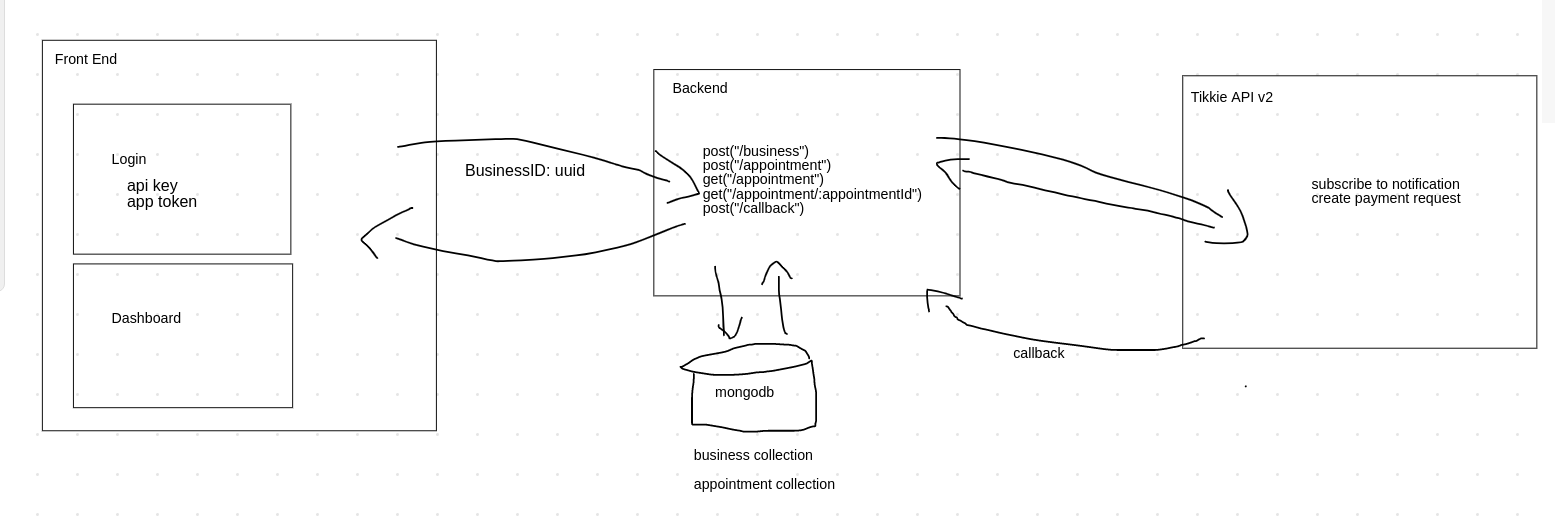 Front End
Login
api key
app token
Dashboard
BusinessID: uuid
Backend
post("/business")
post("/appointment")
get("/appointment")
get("/appointment/:appointmentId")
post("/callback")
mongodb
business collection
appointment collection
callback
Tikkie API v2
subscribe to notification
create payment request